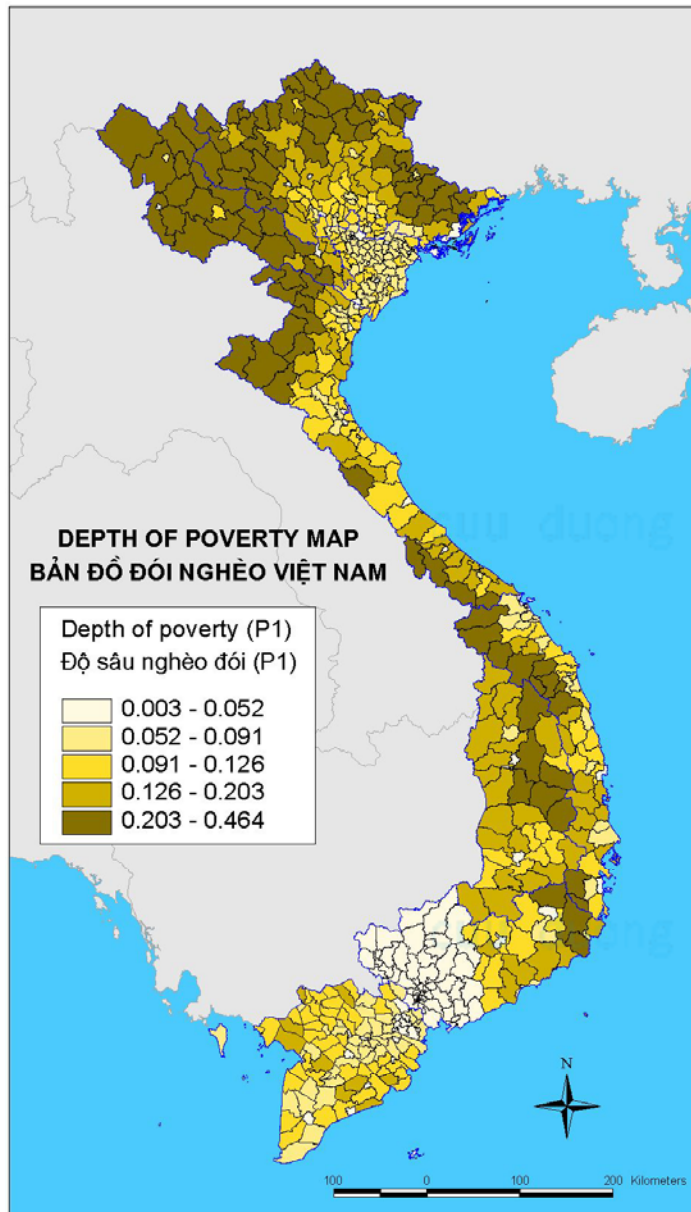 DEPTH OF POVERTY MAP
BẢN ĐỒ ĐÓI NGHÈO VIỆT NAM
Depth of poverty (P1)
Độ sâu nghèo đói (P1)
0.003 - 0.052
0.052 - 0.091
0.091 - 0.126
0.126 - 0.203
0.203 - 0.464
N
100 0 100 200 Kilometers